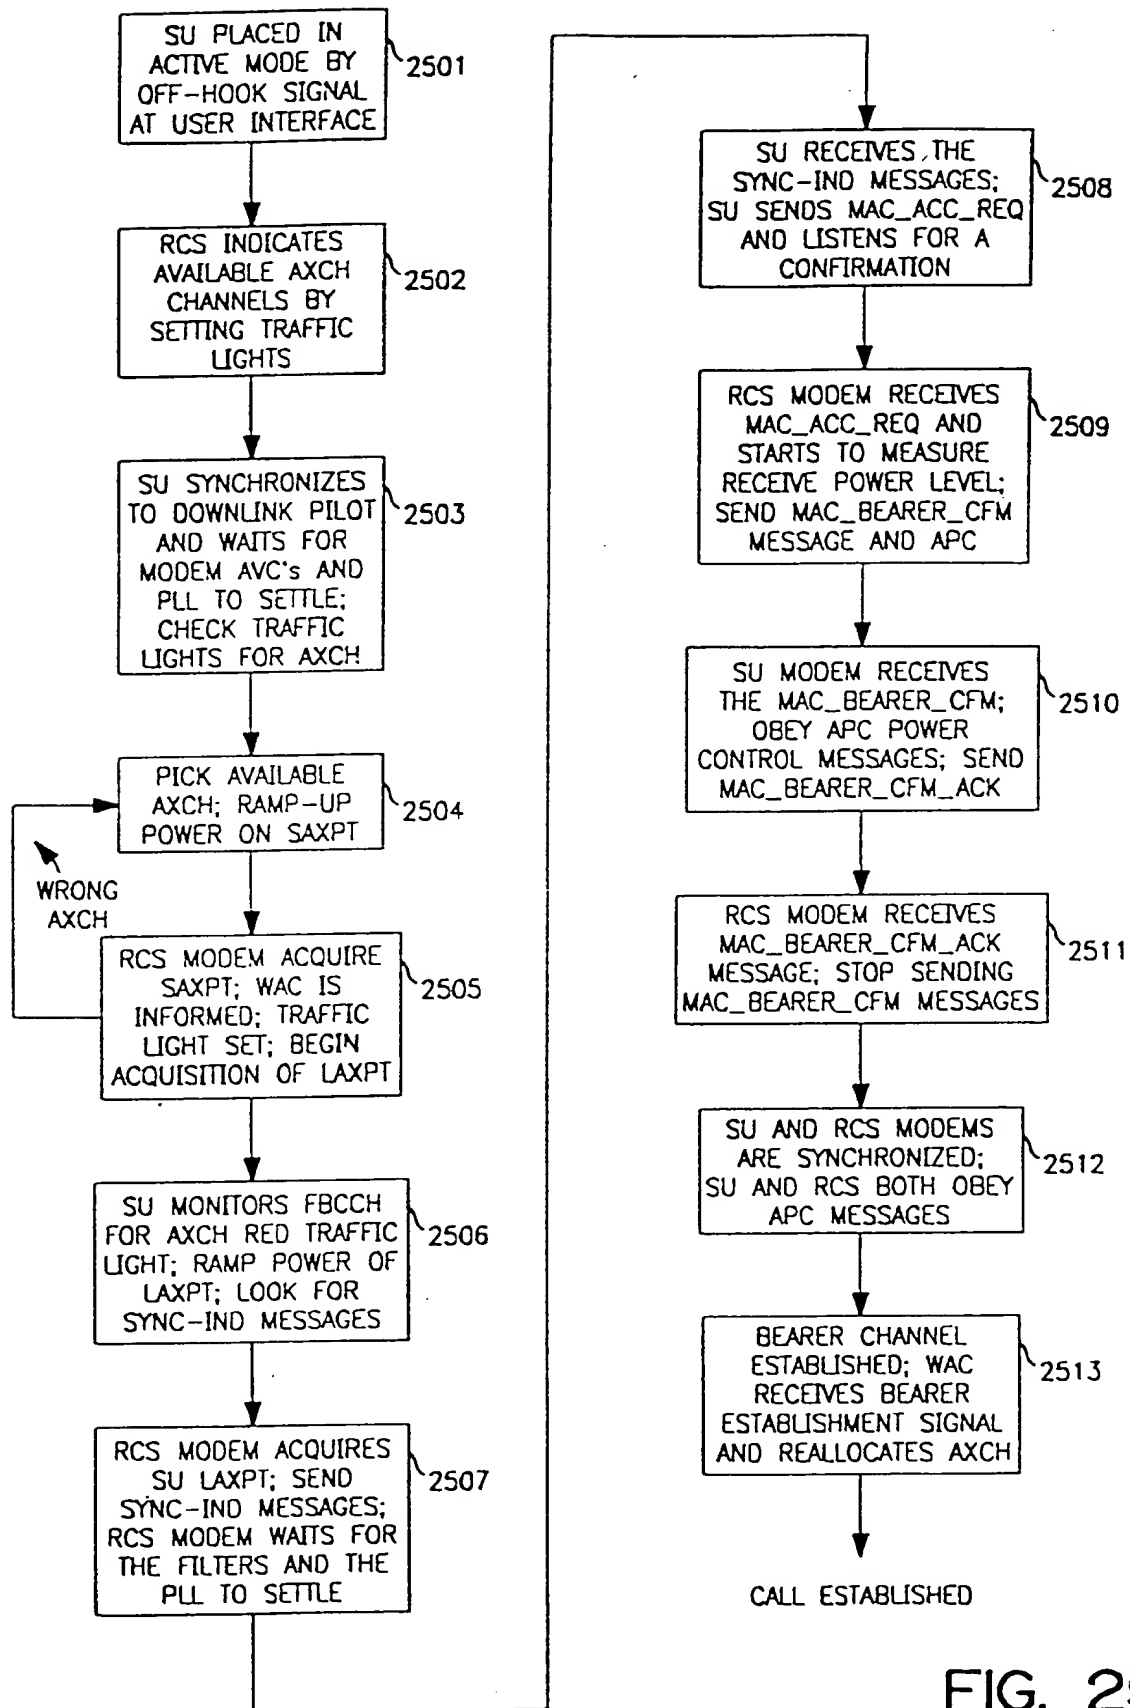 SU PLACED IN
ACTIVE MODE BY
OFF-HOOK SIGNAL
AT USER INTERFACE
2501
RCS INDICATES
AVAILABLE AXCH
CHANNELS BY
SETTING TRAFFIC
LIGHTS
2502
SU SYNCHRONIZES
TO DOWNLINK PILOT
AND WAITS FOR
MODEM AVC's AND
PLL TO SETTLE;
CHECK TRAFFIC
LIGHTS FOR AXCH
2503
PICK AVAILABLE
AXCH; RAMP-UP
POWER ON SAXPT
2504
WRONG
AXCH
RCS MODEM ACQUIRE
SAXPT; WAC IS
INFORMED; TRAFFIC
LIGHT SET; BEGIN
ACQUISITION OF LAXPT
2505
SU MONITORS FBCCH
FOR AXCH RED TRAFFIC
LIGHT; RAMP POWER OF
LAXPT; LOOK FOR
SYNC-IND MESSAGES
2506
RCS MODEM ACQUIRES
SU LAXPT; SEND
SYNC-IND MESSAGES;
RCS MODEM WAITS FOR
THE FILTERS AND THE
PLL TO SETTLE
2507
SU RECEIVES THE
SYNC-IND MESSAGES;
SU SENDS MAC_ACC_REQ
AND LISTENS FOR A
CONFIRMATION
2508
RCS MODEM RECEIVES
MAC_ACC_REQ AND
STARTS TO MEASURE
RECEIVE POWER LEVEL;
SEND MAC_BEARER_CFM
MESSAGE AND APC
2509
SU MODEM RECEIVES
THE MAC_BEARER_CFM;
OBEY APC POWER
CONTROL MESSAGES; SEND
MAC_BEARER_CFM_ACK
2510
RCS MODEM RECEIVES
MAC_BEARER_CFM_ACK
MESSAGE; STOP SENDING
MAC_BEARER_CFM MESSAGES
2511
SU AND RCS MODEMS
ARE SYNCHRONIZED;
SU AND RCS BOTH OBEY
APC MESSAGES
2512
BEARER CHANNEL
ESTABLISHED; WAC
RECEIVES BEARER
ESTABLISHMENT SIGNAL
AND REALLOCATES AXCH
2513
CALL ESTABLISHED
FIG.